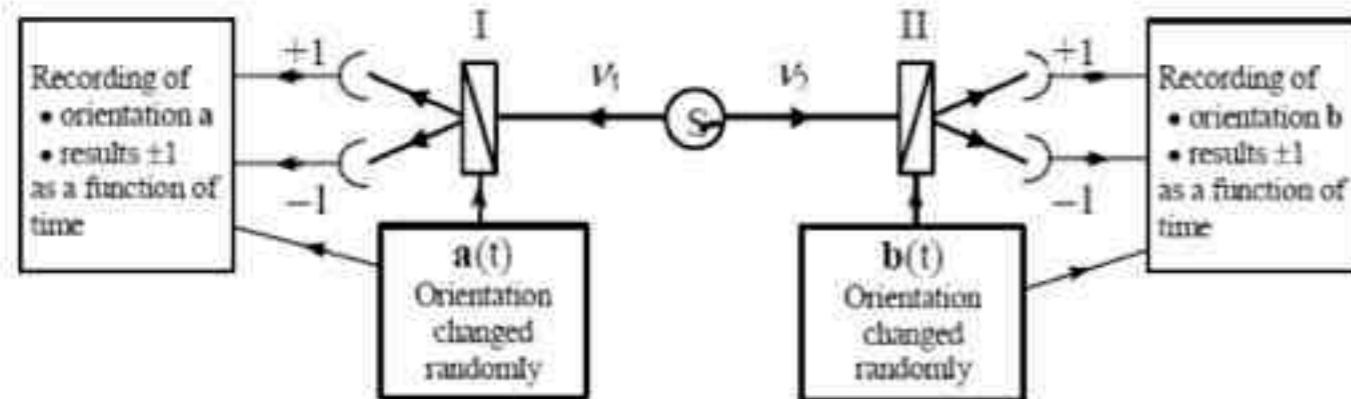 I
II
+1
+1
Recording of
• orientation a
• results ±1
as a function of
time
ν1
S
ν2
Recording of
• orientation b
• results ±1
as a function of
time
−1
−1
a(t)
Orientation
changed
randomly
b(t)
Orientation
changed
randomly